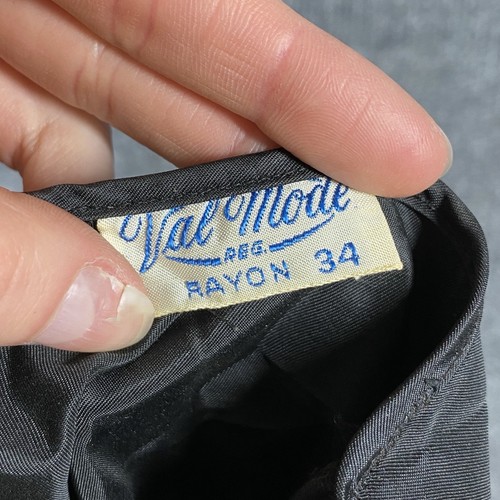 Val Mode
REG.
RAYON 34